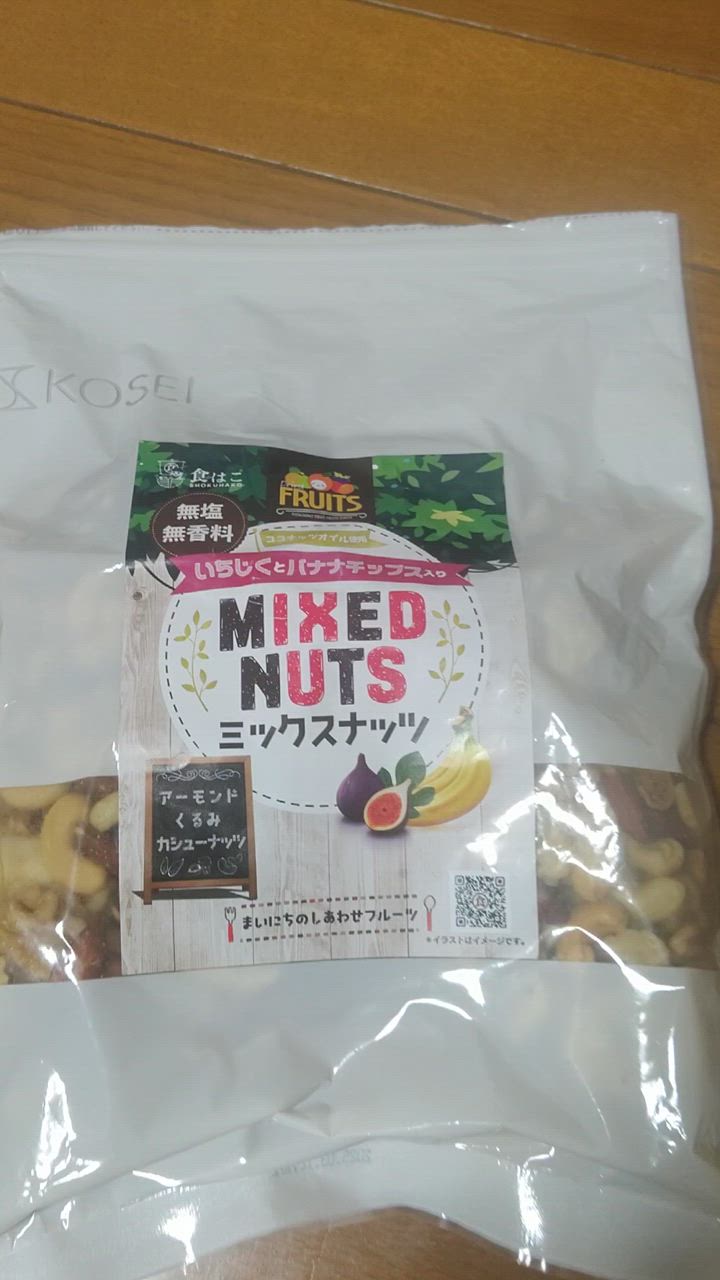 KOSEI
食はこ
SHOKUHAKO
FRUITS
無塩
無香料
ココナッツオイル使用
いちじくとバナナチップス入り
MIXED
NUTS
ミックスナッツ
アーモンド
くるみ
カシューナッツ
まいにちのしあわせフルーツ
※イラストはイメージです。